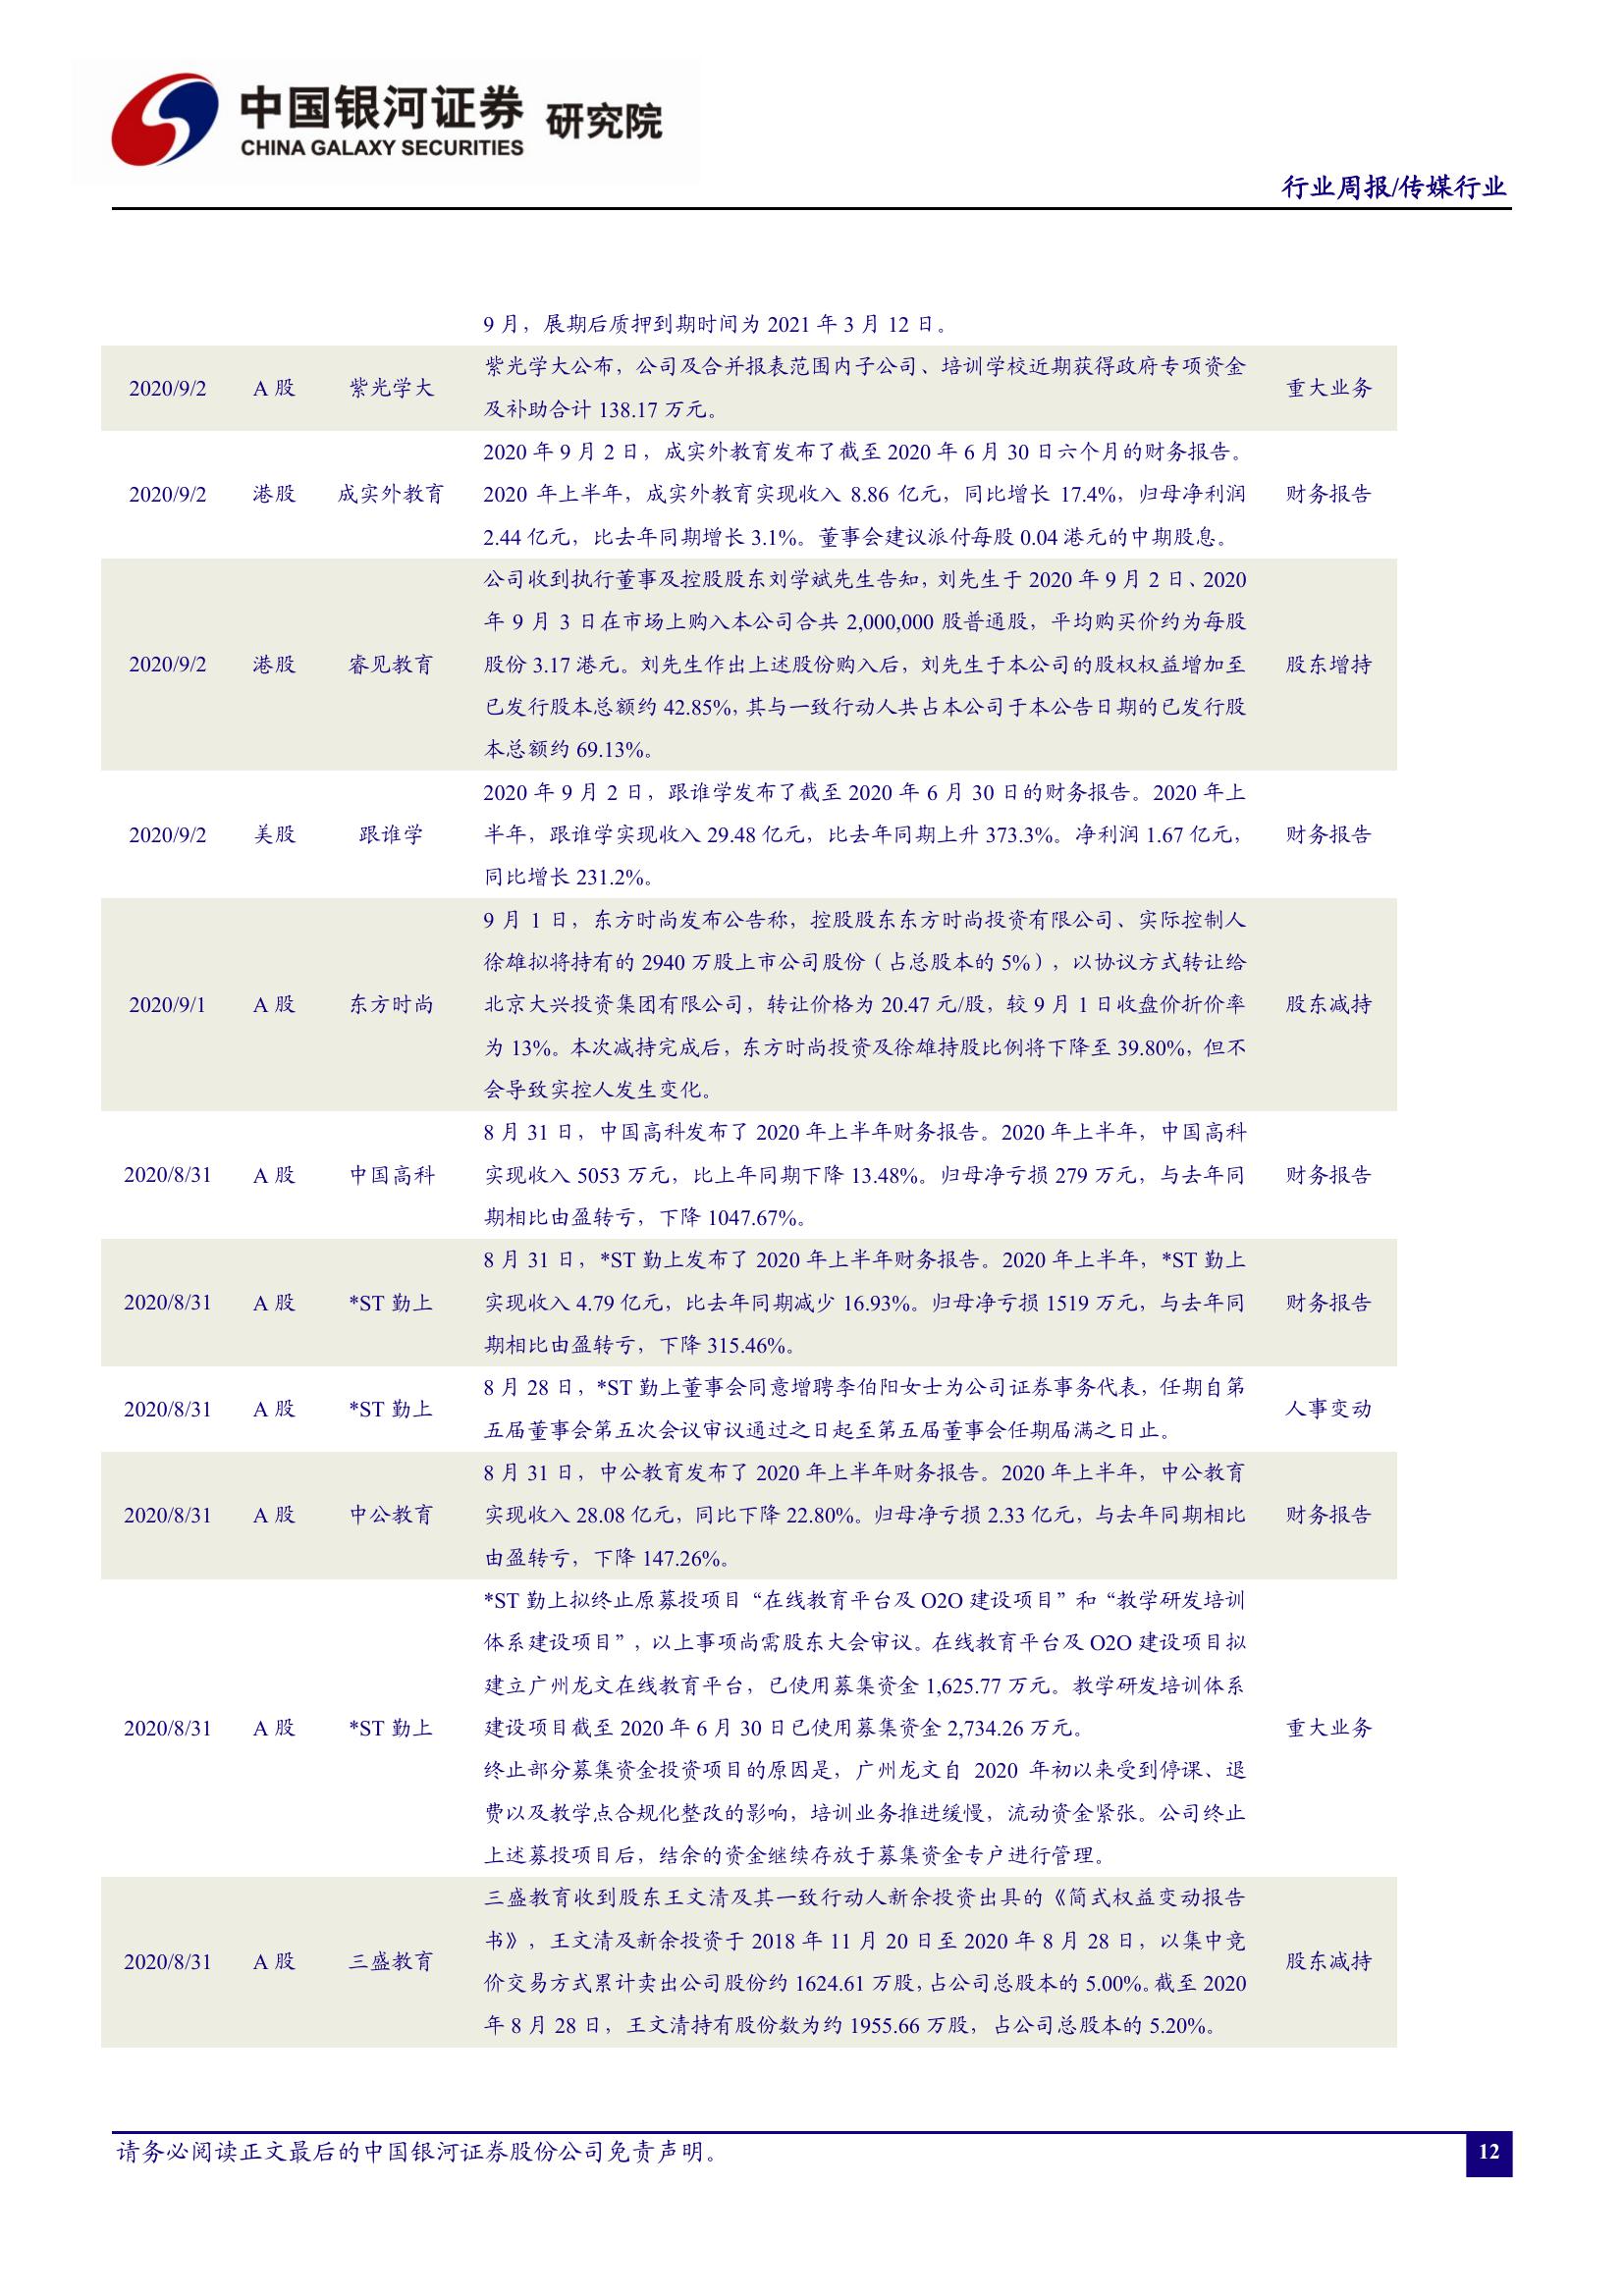 中国银河证券 研究院
CHINA GALAXY SECURITIES
行业周报/传媒行业
9 月，展期后质押到期时间为 2021 年 3 月 12 日。
2020/9/2 A 股 紫光学大 重大业务
紫光学大公布，公司及合并报表范围内子公司、培训学校近期获得政府专项资金
及补助合计 138.17 万元。
2020/9/2 港股 成实外教育 财务报告
2020 年 9 月 2 日，成实外教育发布了截至 2020 年 6 月 30 日六个月的财务报告。
2020 年上半年，成实外教育实现收入 8.86 亿元，同比增长 17.4%，归母净利润
2.44 亿元，比去年同期增长 3.1%。董事会建议派付每股 0.04 港元的中期股息。
2020/9/2 港股 睿见教育 股东增持
公司收到执行董事及控股股东刘学斌先生告知，刘先生于 2020 年 9 月 2 日、2020
年 9 月 3 日在市场上购入本公司合共 2,000,000 股普通股，平均购买价约为每股
股份 3.17 港元。刘先生作出上述股份购入后，刘先生于本公司的股权权益增加至
已发行股本总额约 42.85%，其与一致行动人共占本公司于本公告日期的已发行股
本总额约 69.13%。
2020/9/2 美股 跟谁学 财务报告
2020 年 9 月 2 日，跟谁学发布了截至 2020 年 6 月 30 日的财务报告。2020 年上
半年，跟谁学实现收入 29.48 亿元，比去年同期上升 373.3%。净利润 1.67 亿元，
同比增长 231.2%。
2020/9/1 A 股 东方时尚 股东减持
9 月 1 日，东方时尚发布公告称，控股股东东方时尚投资有限公司、实际控制人
徐雄拟将持有的 2940 万股上市公司股份（占总股本的 5%），以协议方式转让给
北京大兴投资集团有限公司，转让价格为 20.47 元/股，较 9 月 1 日收盘价折价率
为 13%。本次减持完成后，东方时尚投资及徐雄持股比例将下降至 39.80%，但不
会导致实控人发生变化。
2020/8/31 A 股 中国高科 财务报告
8 月 31 日，中国高科发布了 2020 年上半年财务报告。2020 年上半年，中国高科
实现收入 5053 万元，比上年同期下降 13.48%。归母净亏损 279 万元，与去年同
期相比由盈转亏，下降 1047.67%。
2020/8/31 A 股 *ST 勤上 财务报告
8 月 31 日，*ST 勤上发布了 2020 年上半年财务报告。2020 年上半年，*ST 勤上
实现收入 4.79 亿元，比去年同期减少 16.93%。归母净亏损 1519 万元，与去年同
期相比由盈转亏，下降 315.46%。
2020/8/31 A 股 *ST 勤上 人事变动
8 月 28 日，*ST 勤上董事会同意增聘李伯阳女士为公司证券事务代表，任期自第
五届董事会第五次会议审议通过之日起至第五届董事会任期届满之日止。
2020/8/31 A 股 中公教育 财务报告
8 月 31 日，中公教育发布了 2020 年上半年财务报告。2020 年上半年，中公教育
实现收入 28.08 亿元，同比下降 22.80%。归母净亏损 2.33 亿元，与去年同期相比
由盈转亏，下降 147.26%。
2020/8/31 A 股 *ST 勤上 重大业务
*ST 勤上拟终止原募投项目“在线教育平台及 O2O 建设项目”和“教学研发培训
体系建设项目”，以上事项尚需股东大会审议。在线教育平台及 O2O 建设项目拟
建立广州龙文在线教育平台，已使用募集资金 1,625.77 万元。教学研发培训体系
建设项目截至 2020 年 6 月 30 日已使用募集资金 2,734.26 万元。
终止部分募集资金投资项目的原因是，广州龙文自 2020 年初以来受到停课、退
费以及教学点合规化整改的影响，培训业务推进缓慢，流动资金紧张。公司终止
上述募投项目后，结余的资金继续存放于募集资金专户进行管理。
2020/8/31 A 股 三盛教育 股东减持
三盛教育收到股东王文清及其一致行动人新余投资出具的《简式权益变动报告
书》，王文清及新余投资于 2018 年 11 月 20 日至 2020 年 8 月 28 日，以集中竞
价交易方式累计卖出公司股份约 1624.61 万股，占公司总股本的 5.00%。截至 2020
年 8 月 28 日，王文清持有股份数为约 1955.66 万股，占公司总股本的 5.20%。
请务必阅读正文最后的中国银河证券股份公司免责声明。
12